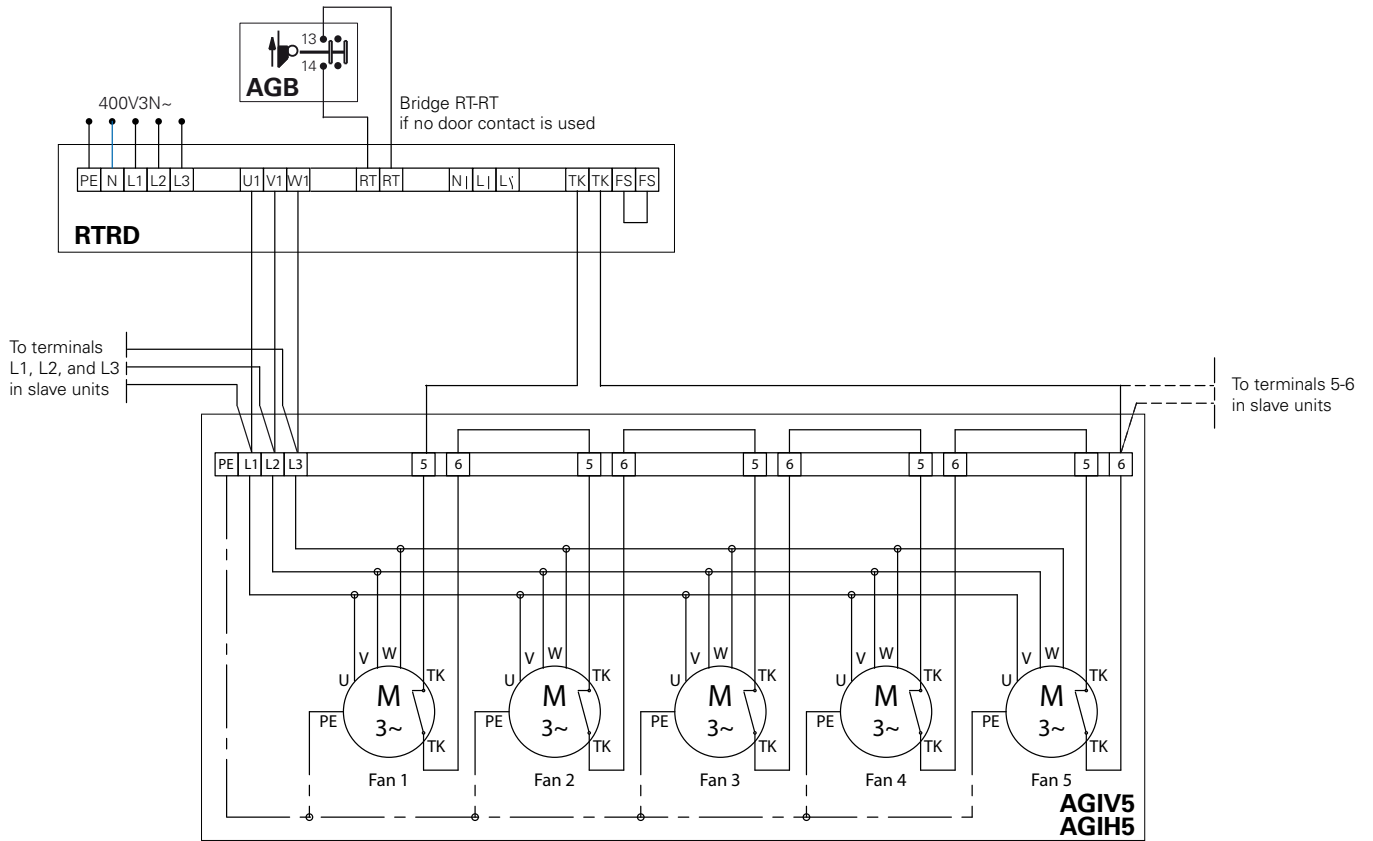 13
14
AGB
400V3N~
Bridge RT-RT
if no door contact is used
PE N L1 L2 L3 U1 V1 W1 RT RT N| L| L\ TK TK FS FS
RTRD
To terminals
L1, L2, and L3
in slave units
To terminals 5-6
in slave units
PE L1 L2 L3 5 6 5 6 5 6 5 6 5 6
U V W TK
M
3~
PE TK
Fan 1
U V W TK
M
3~
PE TK
Fan 2
U V W TK
M
3~
PE TK
Fan 3
U V W TK
M
3~
PE TK
Fan 4
U V W TK
M
3~
PE TK
Fan 5
AGIV5
AGIH5